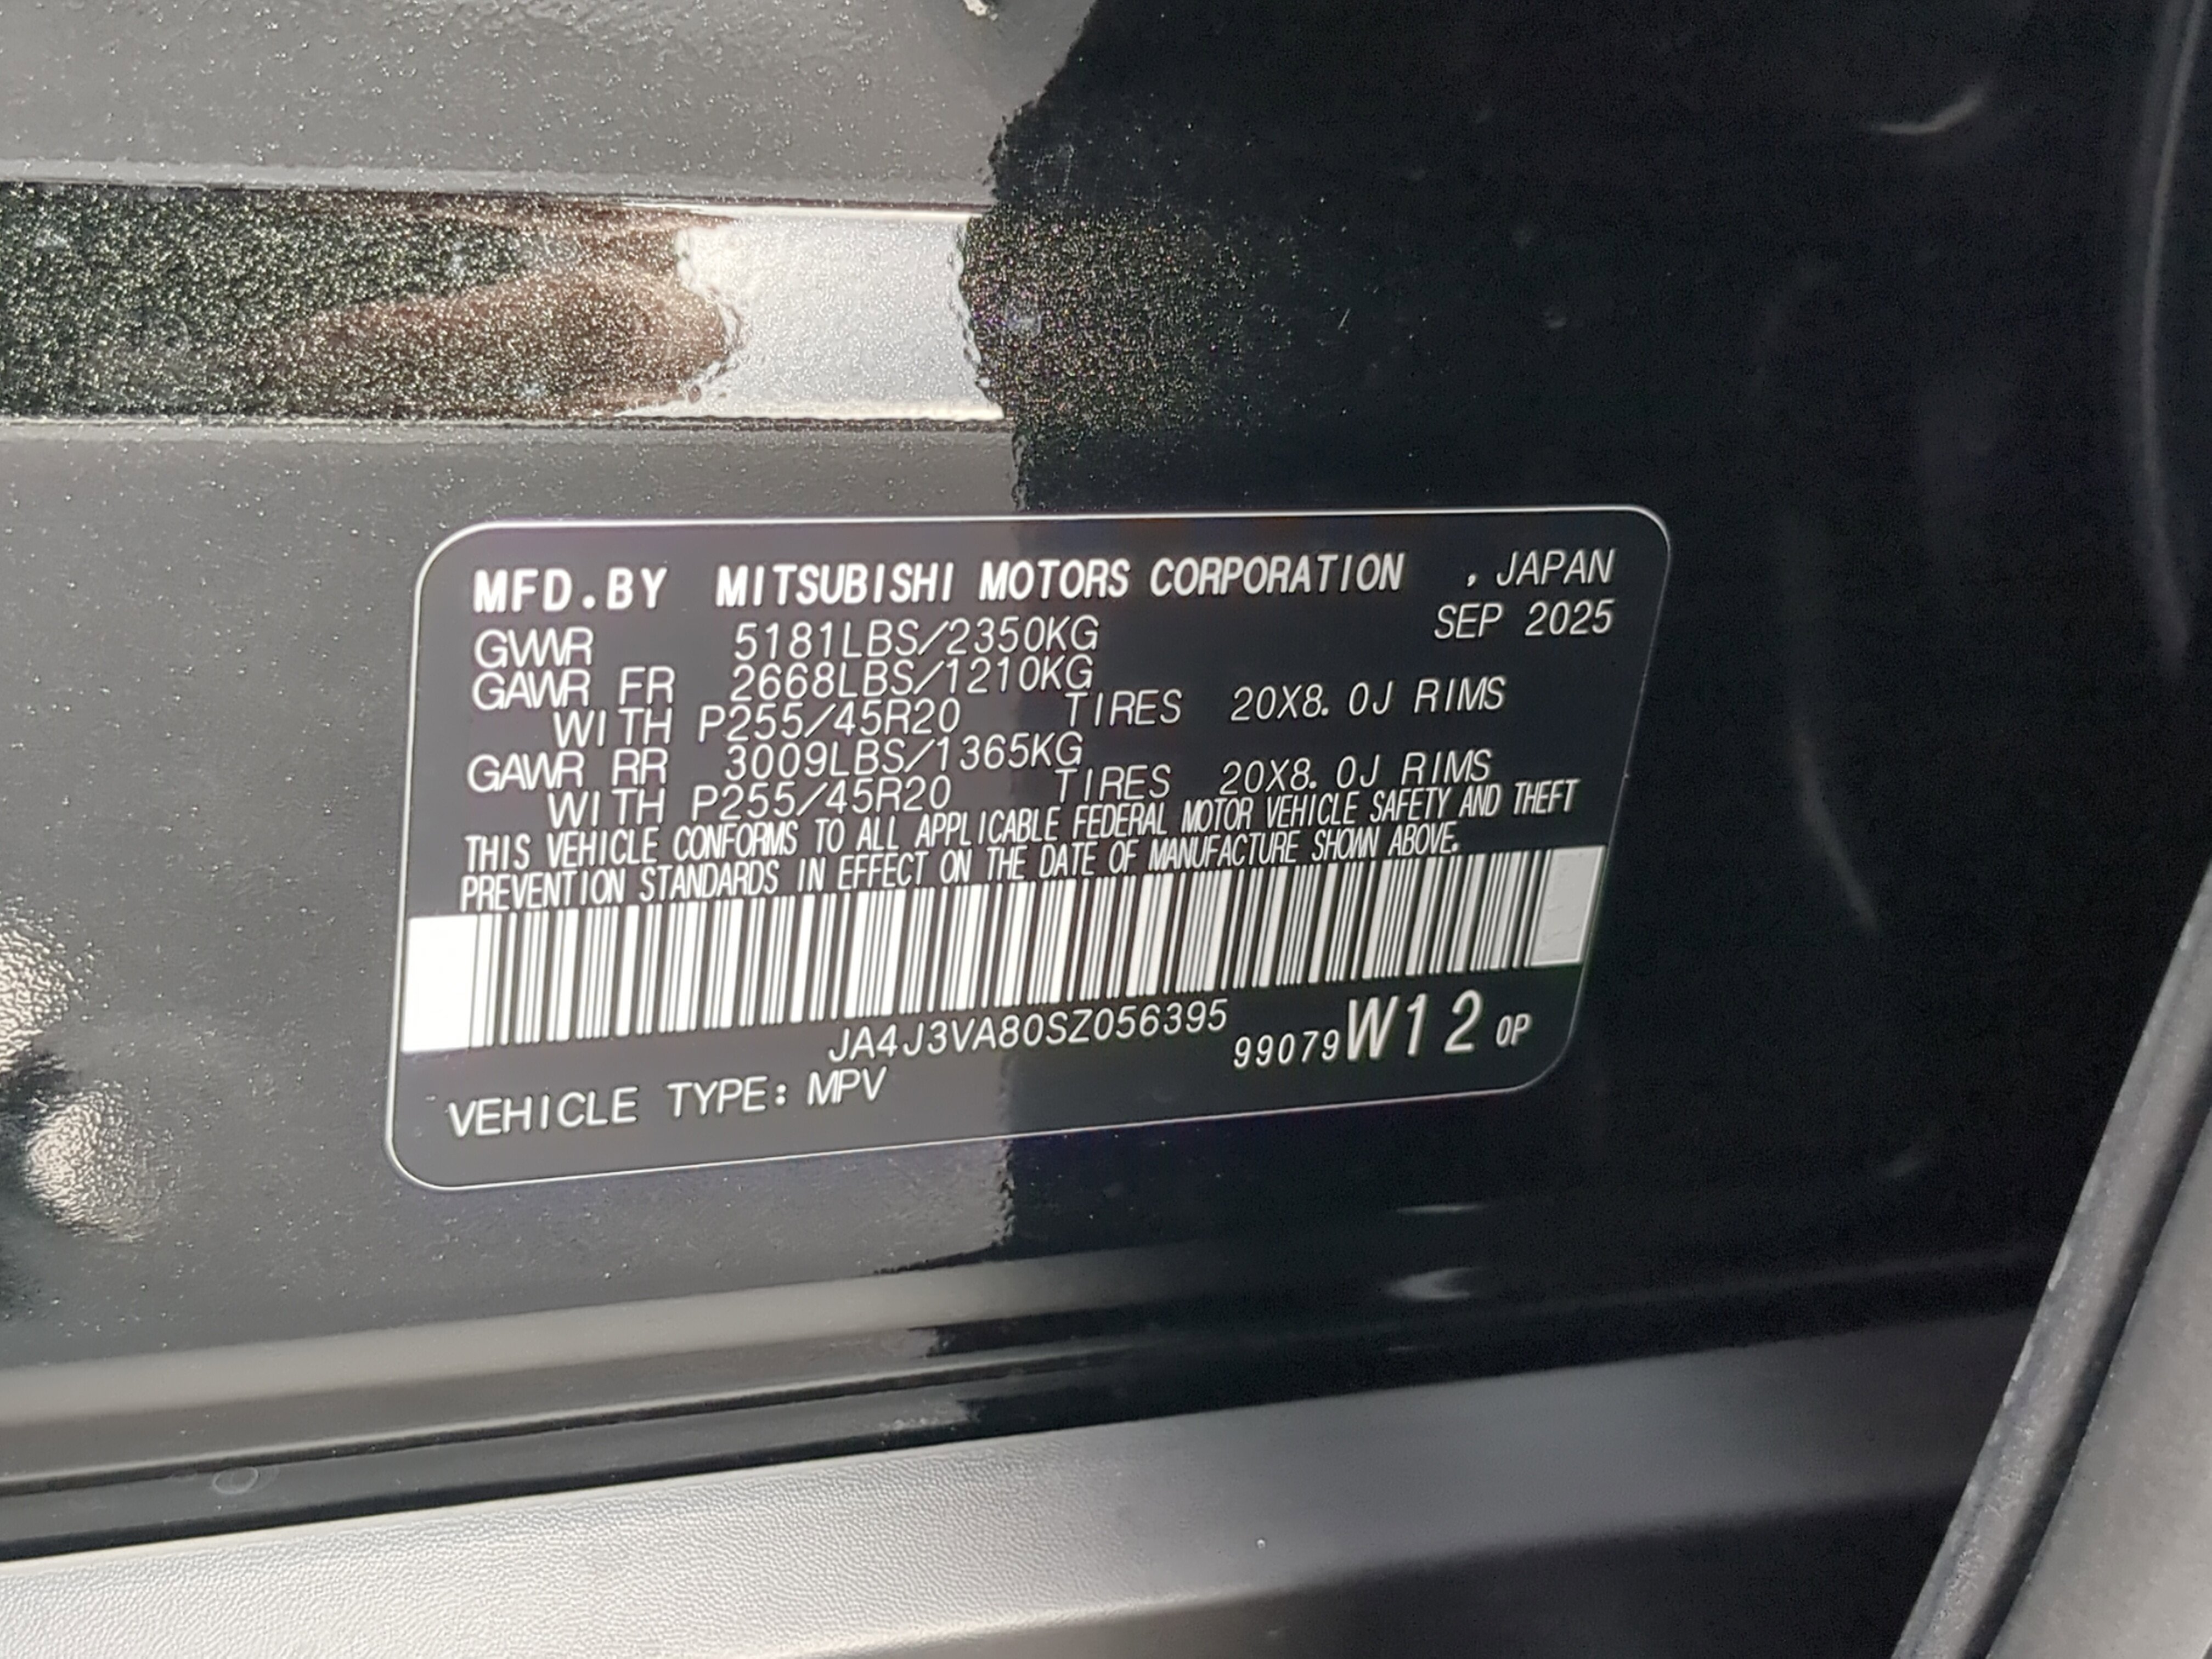 MFD.BY MITSUBISHI MOTORS CORPORATION , JAPAN
SEP 2025
GVWR 5181LBS/2350KG
GAWR FR 2668LBS/1210KG
WITH P255/45R20 TIRES 20X8.0J RIMS
GAWR RR 3009LBS/1365KG
WITH P255/45R20 TIRES 20X8.0J RIMS
THIS VEHICLE CONFORMS TO ALL APPLICABLE FEDERAL MOTOR VEHICLE SAFETY AND THEFT
PREVENTION STANDARDS IN EFFECT ON THE DATE OF MANUFACTURE SHOWN ABOVE.
JA4J3VA80SZ056395
99079 W12 0P
VEHICLE TYPE: MPV